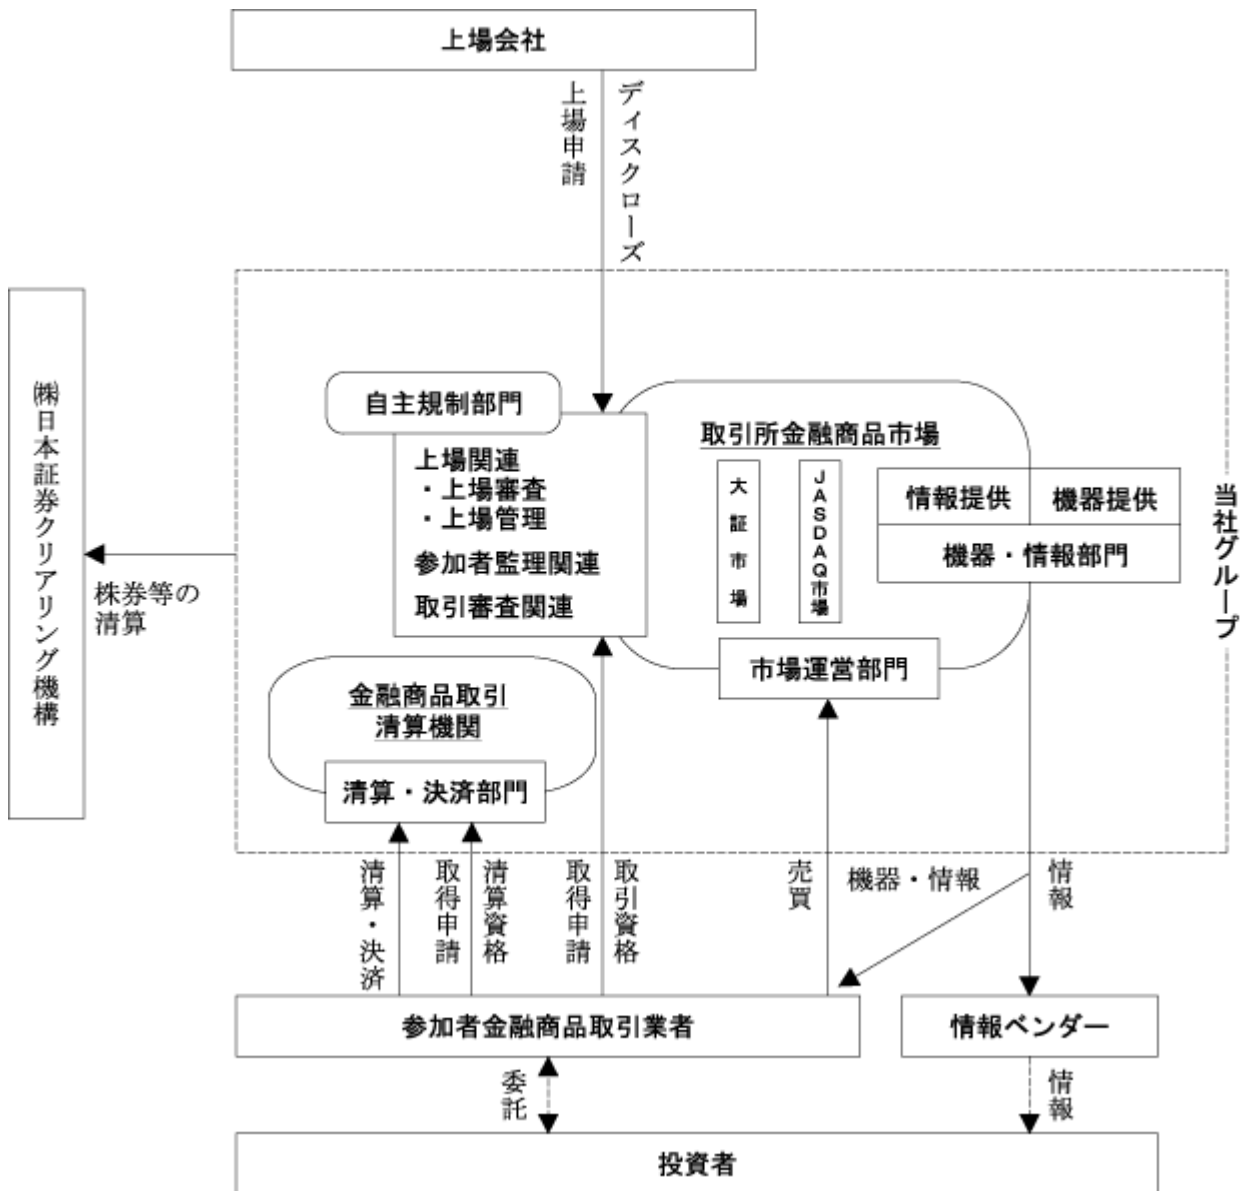 上場会社
上場申請
ディスクローズ
㈱日本証券クリアリング機構
株券等の
清算
自主規制部門
上場関連
・上場審査
・上場管理
参加者監理関連
取引審査関連
取引所金融商品市場
大証市場
JASDAQ市場
情報提供
機器提供
機器・情報部門
市場運営部門
当社グループ
金融商品取引
清算機関
清算・決済部門
清算・決済
清算資格
取得申請
取引資格
取得申請
売買
機器・情報
情報
参加者金融商品取引業者
情報ベンダー
委託
情報
投資者